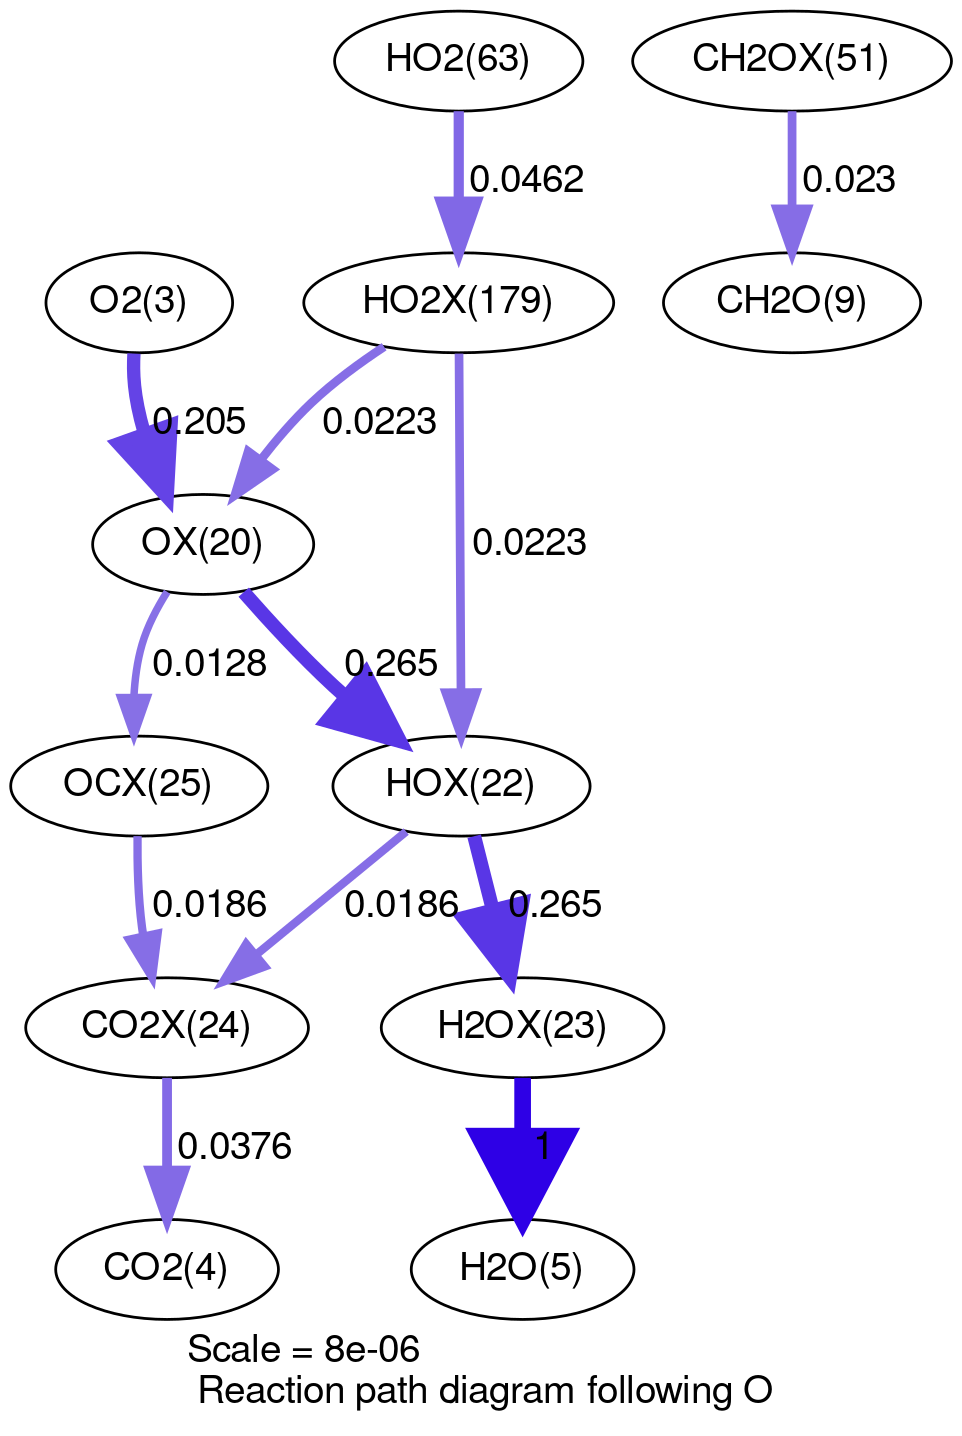 HO2(63)
CH2OX(51)
0.0462
0.023
O2(3)
HO2X(179)
CH2O(9)
0.205
0.0223
OX(20)
0.0223
0.0128
0.265
OCX(25)
HOX(22)
0.0186
0.0186
0.265
CO2X(24)
H2OX(23)
0.0376
1
CO2(4)
H2O(5)
Scale = 8e-06
Reaction path diagram following O